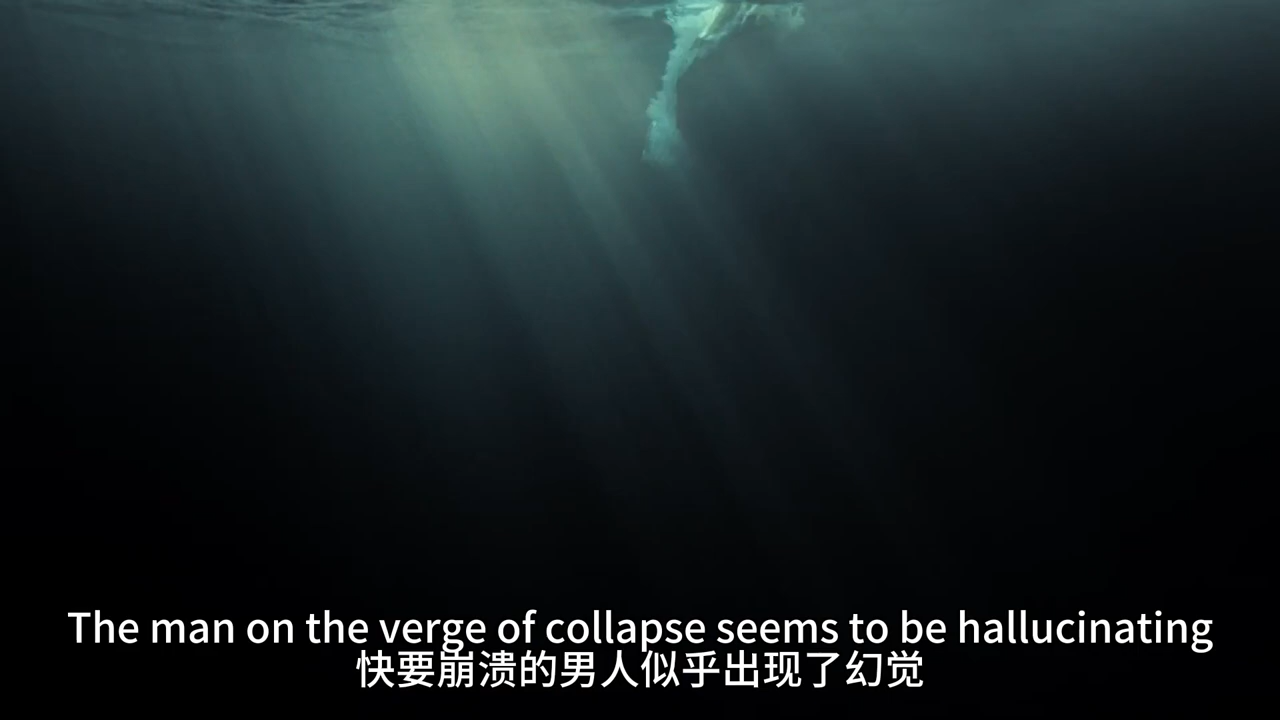 The man on the verge of collapse seems to be hallucinating
快要崩溃的男人似乎出现了幻觉